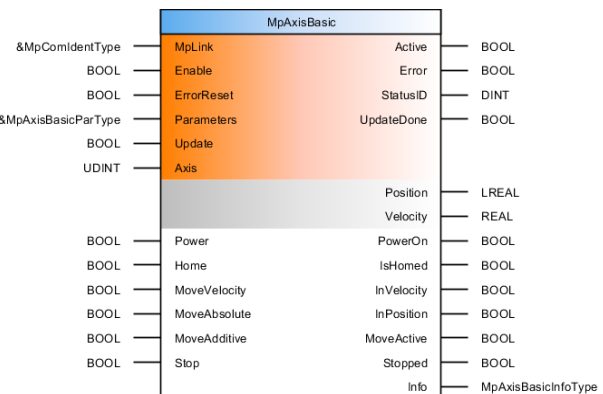 MpAxisBasic
&MpComIdentType MpLink Active BOOL
BOOL Enable Error BOOL
BOOL ErrorReset StatusID DINT
&MpAxisBasicParType Parameters UpdateDone BOOL
BOOL Update
UDINT Axis
Position LREAL
Velocity REAL
BOOL Power PowerOn BOOL
BOOL Home IsHomed BOOL
BOOL MoveVelocity InVelocity BOOL
BOOL MoveAbsolute InPosition BOOL
BOOL MoveAdditive MoveActive BOOL
BOOL Stop Stopped BOOL
Info MpAxisBasicInfoType